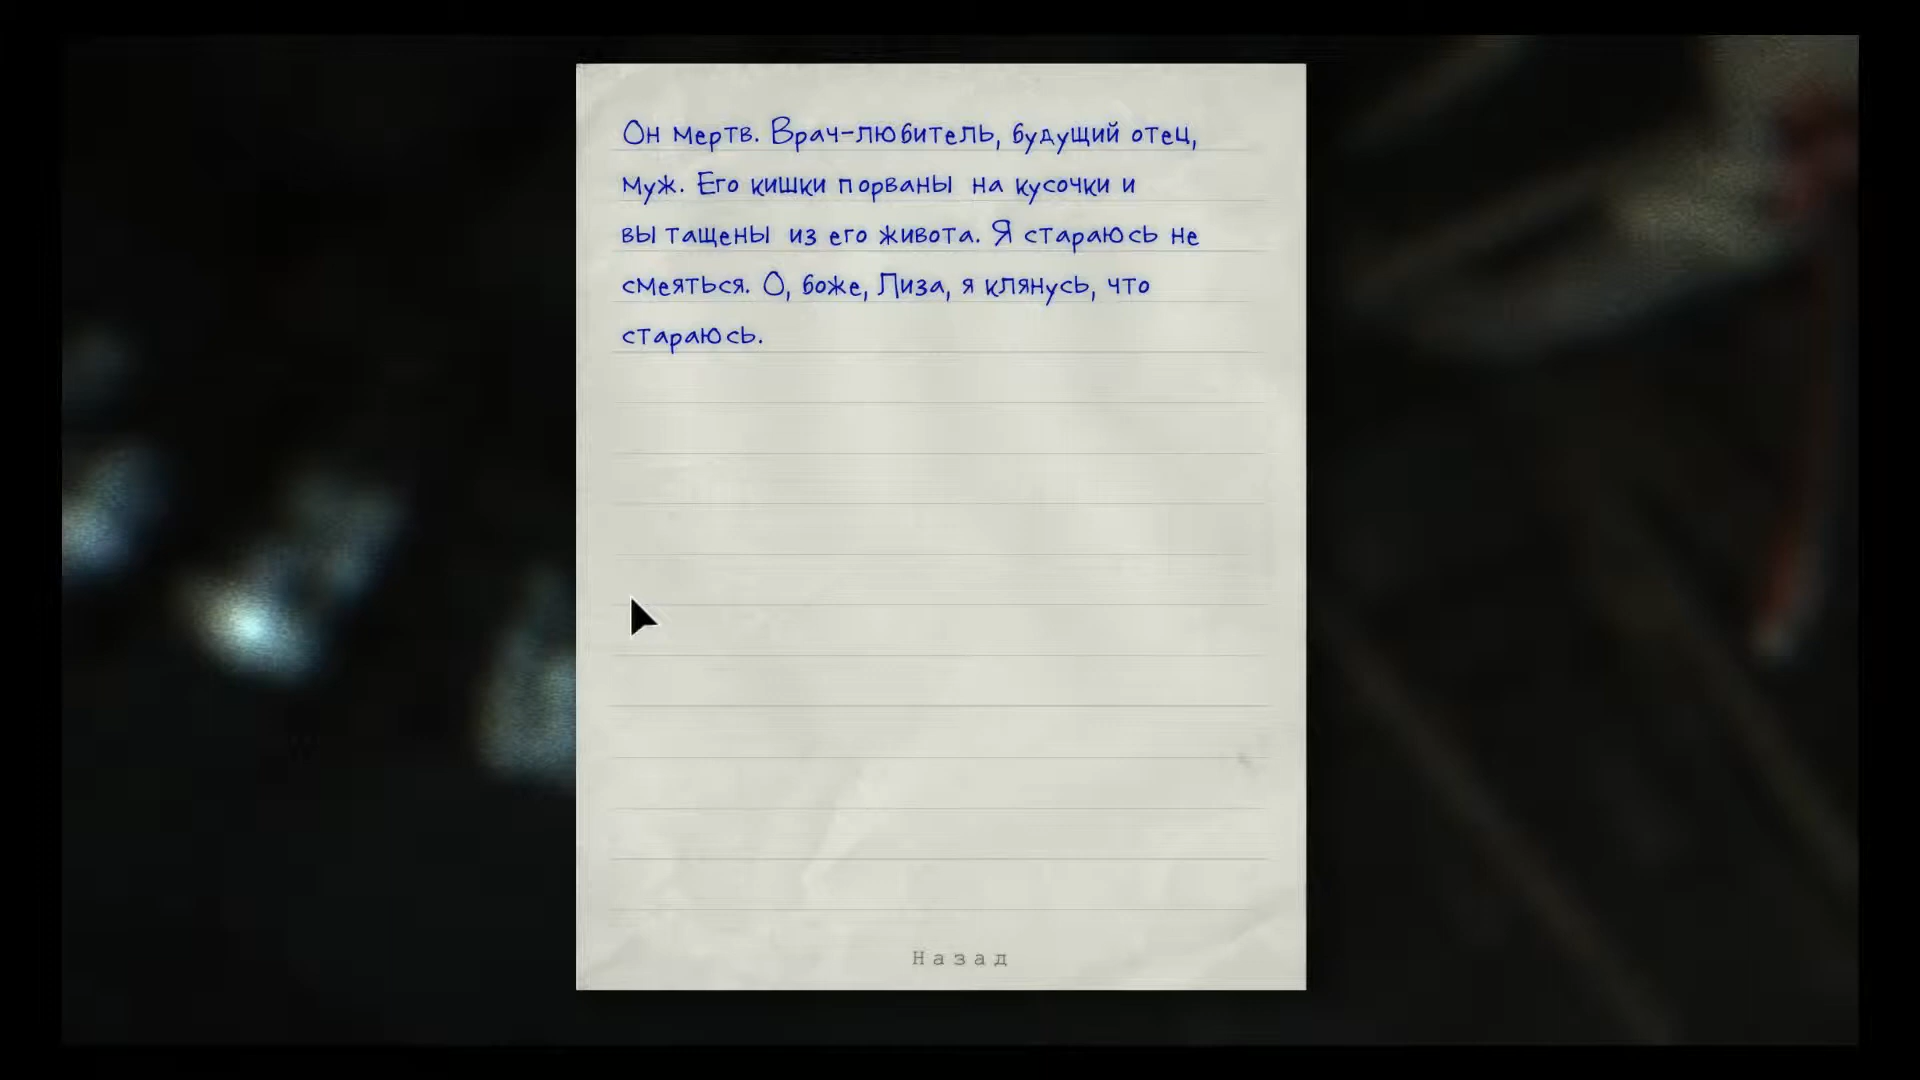 Он мертв. Врач-любитель, будущий отец,
муж. Его кишки порваны на кусочки и
вытащены из его живота. Я стараюсь не
смеяться. О, боже, Лиза, я клянусь, что
стараюсь.
Назад